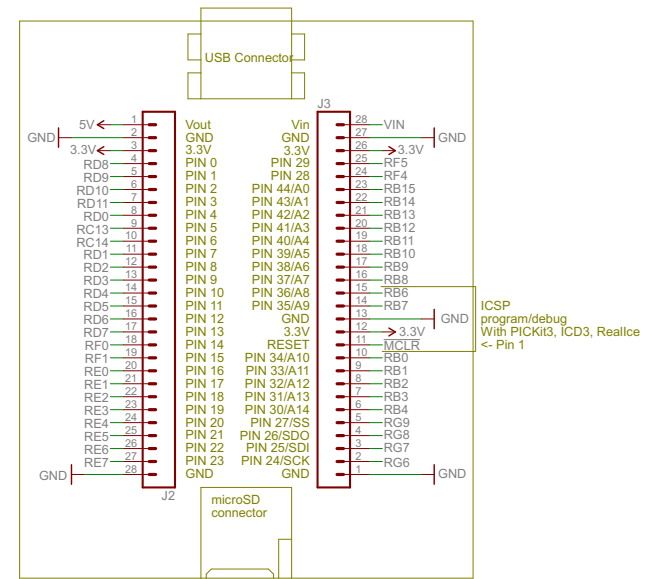 USB Connector
J3
5V 1 Vout Vin 28 VIN
GND 2 GND GND 27 GND
3.3V 3 3.3V 3.3V 26 3.3V
RD8 4 PIN 0 PIN 29 25 RF5
RD9 5 PIN 1 PIN 28 24 RF4
RD10 6 PIN 2 PIN 44/A0 23 RB15
RD11 7 PIN 3 PIN 43/A1 22 RB14
RD0 8 PIN 4 PIN 42/A2 21 RB13
RC13 9 PIN 5 PIN 41/A3 20 RB12
RC14 10 PIN 6 PIN 40/A4 19 RB11
RD1 11 PIN 7 PIN 39/A5 18 RB10
RD2 12 PIN 8 PIN 38/A6 17 RB9
RD3 13 PIN 9 PIN 37/A7 16 RB8
RD4 14 PIN 10 PIN 36/A8 15 RB6
RD5 15 PIN 11 PIN 35/A9 14 RB7
RD6 16 PIN 12 GND 13 GND
RD7 17 PIN 13 3.3V 12 3.3V
RF0 18 PIN 14 RESET 11 MCLR
RF1 19 PIN 15 PIN 34/A10 10 RB0
RE0 20 PIN 16 PIN 33/A11 9 RB1
RE1 21 PIN 17 PIN 32/A12 8 RB2
RE2 22 PIN 18 PIN 31/A13 7 RB3
RE3 23 PIN 19 PIN 30/A14 6 RB4
RE4 24 PIN 20 PIN 27/SS 5 RG9
RE5 25 PIN 21 PIN 26/SDO 4 RG8
RE6 26 PIN 22 PIN 25/SDI 3 RG7
RE7 27 PIN 23 PIN 24/SCK 2 RG6
GND 28 GND GND 1 GND
J2
ICSP
program/debug
With PICKit3, ICD3, RealIce
<- Pin 1
microSD
connector